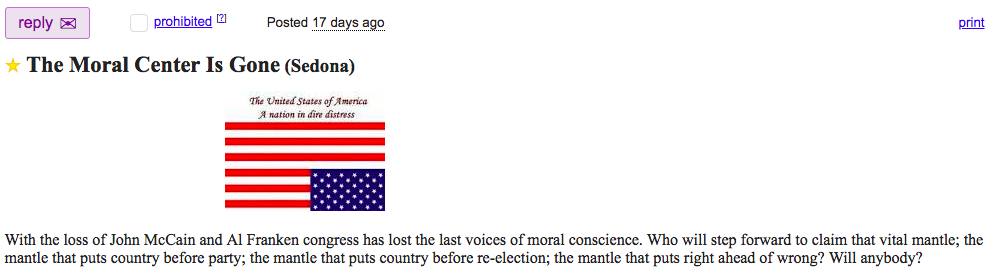 reply prohibited [?] Posted 17 days ago print
The Moral Center Is Gone (Sedona)
The United States of America
A nation in dire distress
With the loss of John McCain and Al Franken congress has lost the last voices of moral conscience. Who will step forward to claim that vital mantle; the
mantle that puts country before party; the mantle that puts country before re-election; the mantle that puts right ahead of wrong? Will anybody?